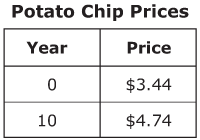 Potato Chip Prices
Year Price
0 $3.44
10 $4.74